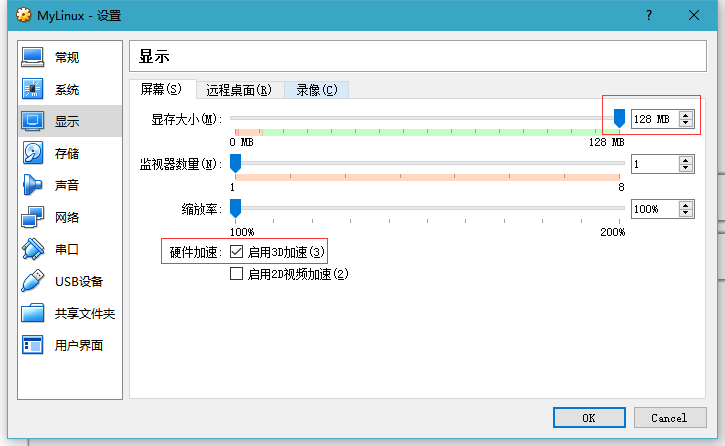 MyLinux - 设置
?
常规
系统
显示
存储
声音
网络
串口
USB设备
共享文件夹
用户界面
显示
屏幕(S) 远程桌面(R) 录像(C)
显存大小(M): 128 MB
0 MB 128 MB
监视器数量(N): 1
1 8
缩放率: 100%
100% 200%
硬件加速: 启用3D加速(3)
启用2D视频加速(2)
OK Cancel